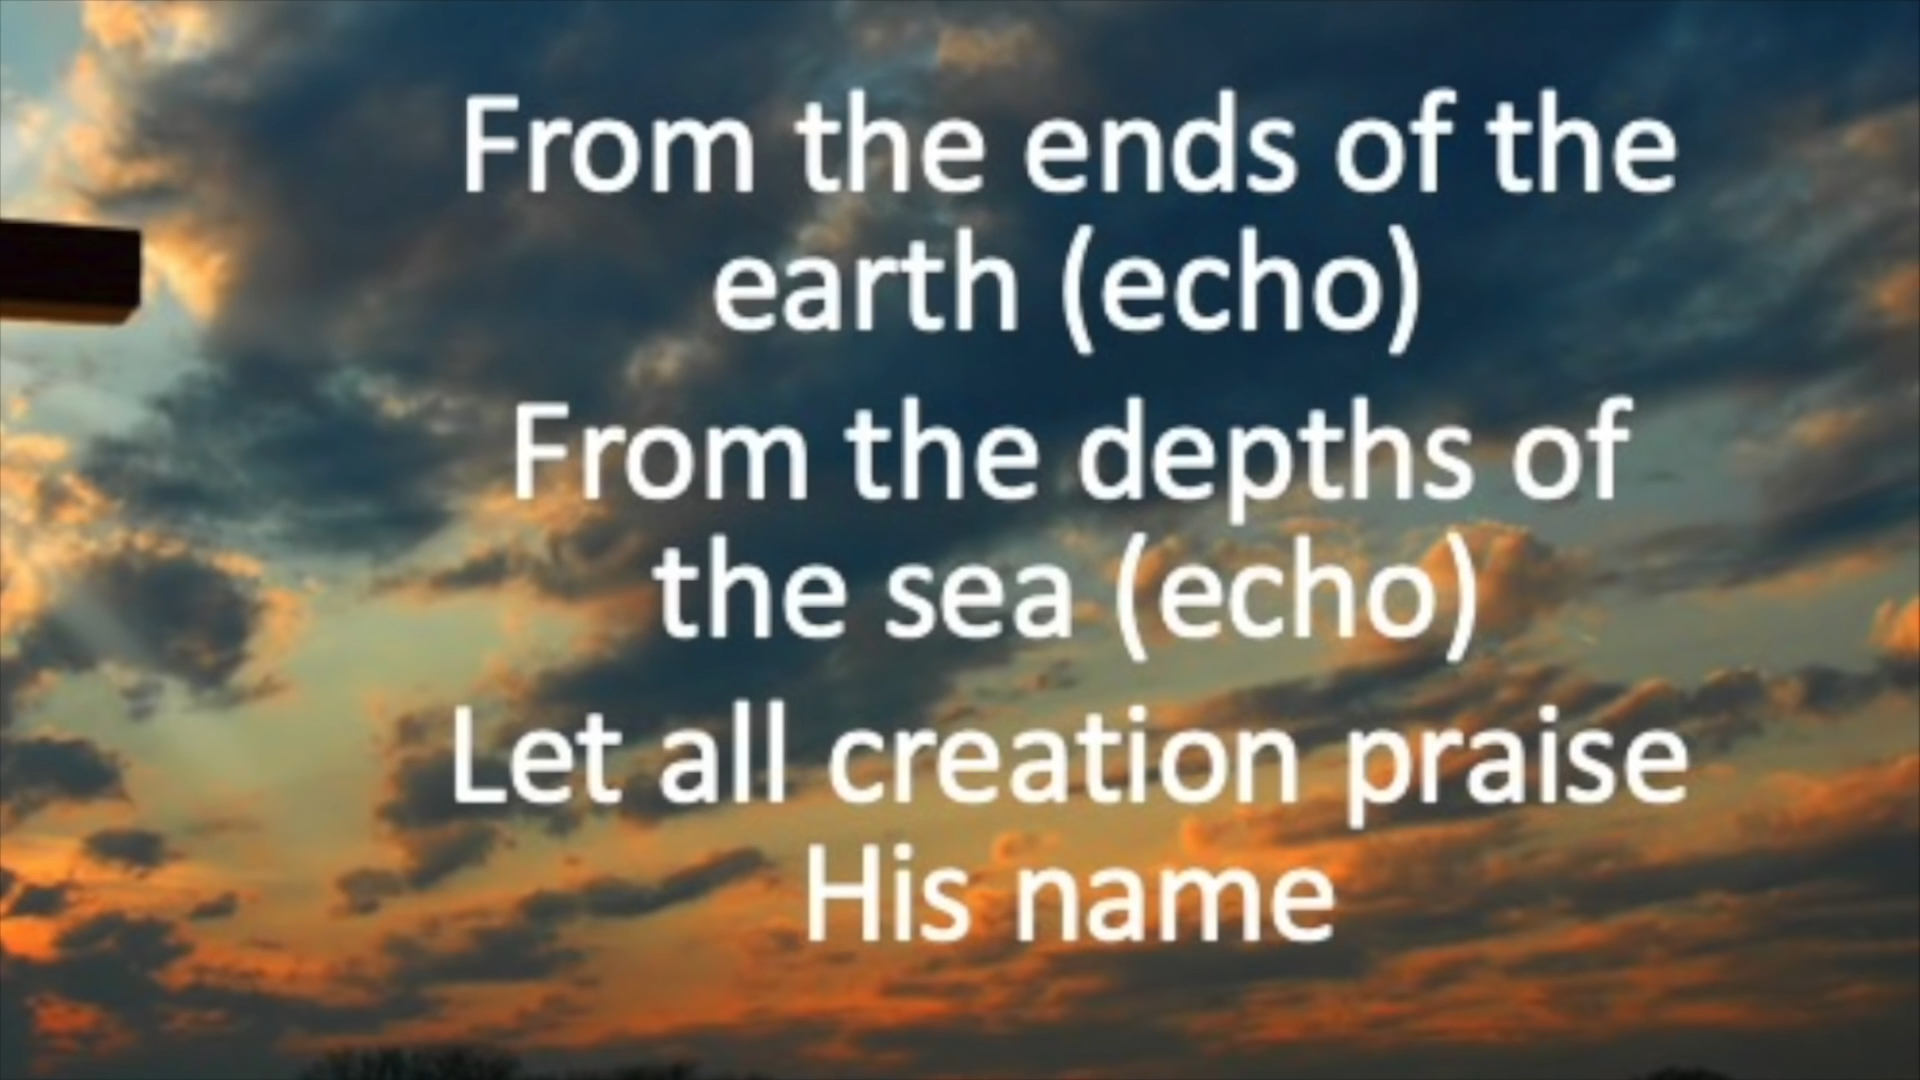 From the ends of the
earth (echo)
From the depths of
the sea (echo)
Let all creation praise
His name